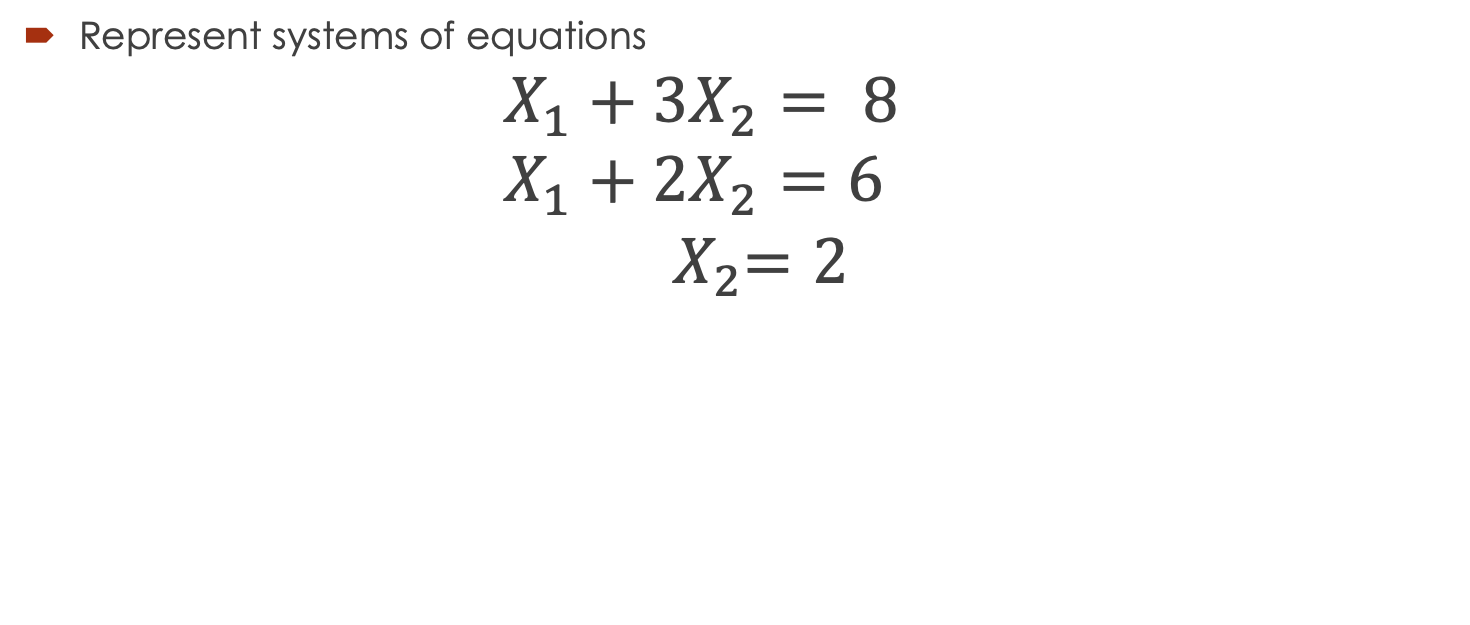 Represent systems of equations
X₁ + 3X₂ = 8
X₁ + 2X₂ = 6
X₂= 2